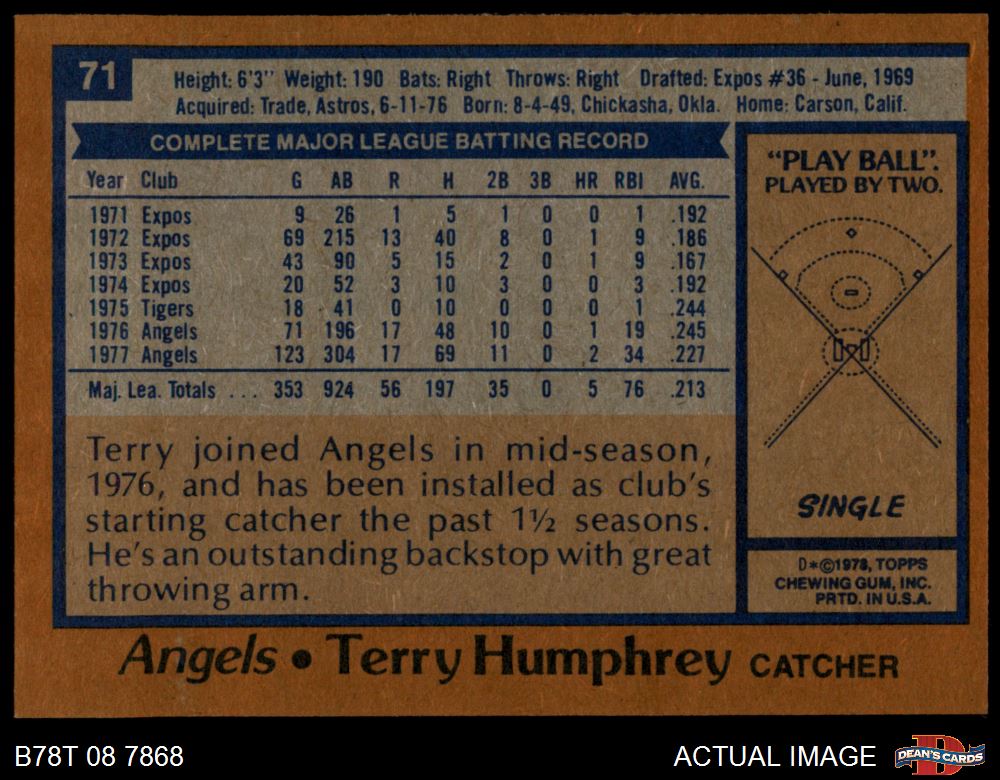 71
Height: 6'3" Weight: 190 Bats: Right Throws: Right Drafted: Expos #36 - June, 1969
Acquired: Trade, Astros, 6-11-76 Born: 8-4-49, Chickasha, Okla. Home: Carson, Calif.
COMPLETE MAJOR LEAGUE BATTING RECORD
Year Club G AB R H 2B 3B HR RBI AVG.
1971 Expos 9 26 1 5 1 0 0 1 .192
1972 Expos 69 215 13 40 8 0 1 9 .186
1973 Expos 43 90 5 15 2 0 1 9 .167
1974 Expos 20 52 3 10 3 0 0 3 .192
1975 Tigers 18 41 0 10 0 0 0 1 .244
1976 Angels 71 196 17 48 10 0 1 19 .245
1977 Angels 123 304 17 69 11 0 2 34 .227
Maj. Lea. Totals ... 353 924 56 197 35 0 5 76 .213
Terry joined Angels in mid-season,
1976, and has been installed as club's
starting catcher the past 1½ seasons.
He's an outstanding backstop with great
throwing arm.
"PLAY BALL".
PLAYED BY TWO.
SINGLE
D*©1978, TOPPS
CHEWING GUM, INC.
PRTD. IN U.S.A.
Angels • Terry Humphrey CATCHER
B78T 08 7868
ACTUAL IMAGE
D
DEAN'S CARDS